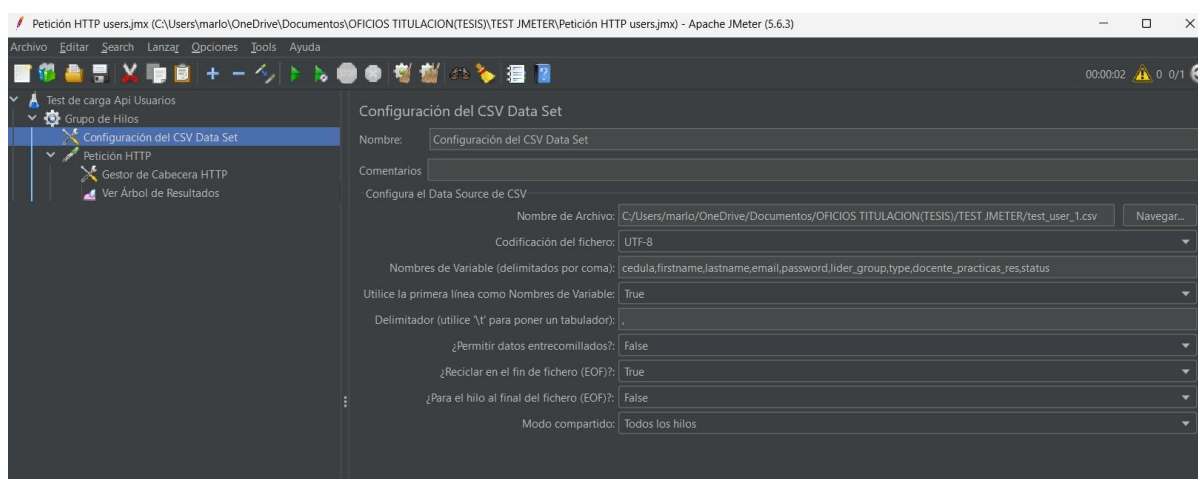 Petición HTTP users.jmx (C:\Users\marlo\OneDrive\Documentos\OFICIOS TITULACION(TESIS)\TEST JMETER\Petición HTTP users.jmx) - Apache JMeter (5.6.3)
Archivo Editar Search Lanzar Opciones Tools Ayuda
00:00:02 0 0/1
Test de carga Api Usuarios
Grupo de Hilos
Configuración del CSV Data Set
Petición HTTP
Gestor de Cabecera HTTP
Ver Árbol de Resultados
Configuración del CSV Data Set
Nombre: Configuración del CSV Data Set
Comentarios
Configura el Data Source de CSV
Nombre de Archivo: C:/Users/marlo/OneDrive/Documentos/OFICIOS TITULACION(TESIS)/TEST JMETER/test_user_1.csv Navegar...
Codificación del fichero: UTF-8
Nombres de Variable (delimitados por coma): cedula,firstname,lastname,email,password,lider_group,type,docente_practicas_res,status
Utilice la primera línea como Nombres de Variable: True
Delimitador (utilice '\t' para poner un tabulador): ,
¿Permitir datos entrecomillados?: False
¿Reciclar en el fin de fichero (EOF)?: True
¿Para el hilo al final del fichero (EOF)?: False
Modo compartido: Todos los hilos